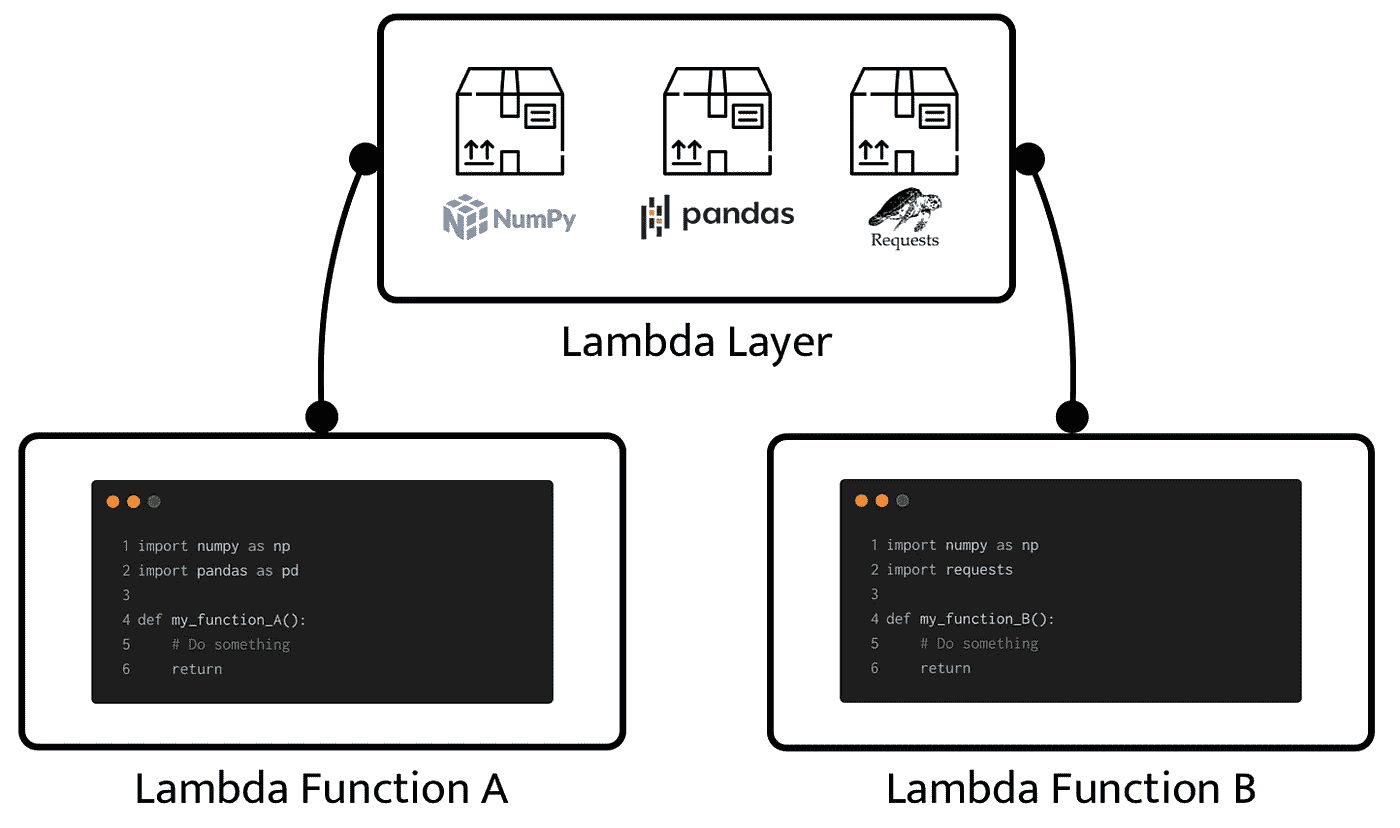 NumPy
pandas
Requests
Lambda Layer
1 import numpy as np
2 import pandas as pd
3
4 def my_function_A():
5     # Do something
6     return
Lambda Function A
1 import numpy as np
2 import requests
3
4 def my_function_B():
5     # Do something
6     return
Lambda Function B